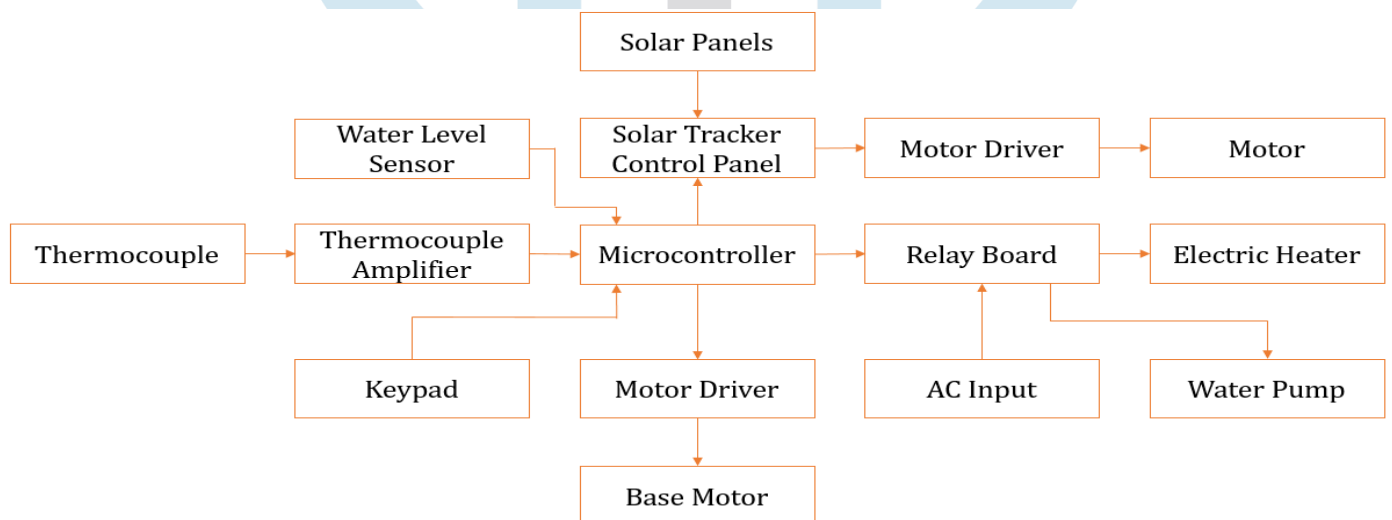 Solar Panels
Water Level
Sensor
Solar Tracker
Control Panel
Motor Driver
Motor
Thermocouple
Thermocouple
Amplifier
Microcontroller
Relay Board
Electric Heater
Keypad
Motor Driver
AC Input
Water Pump
Base Motor